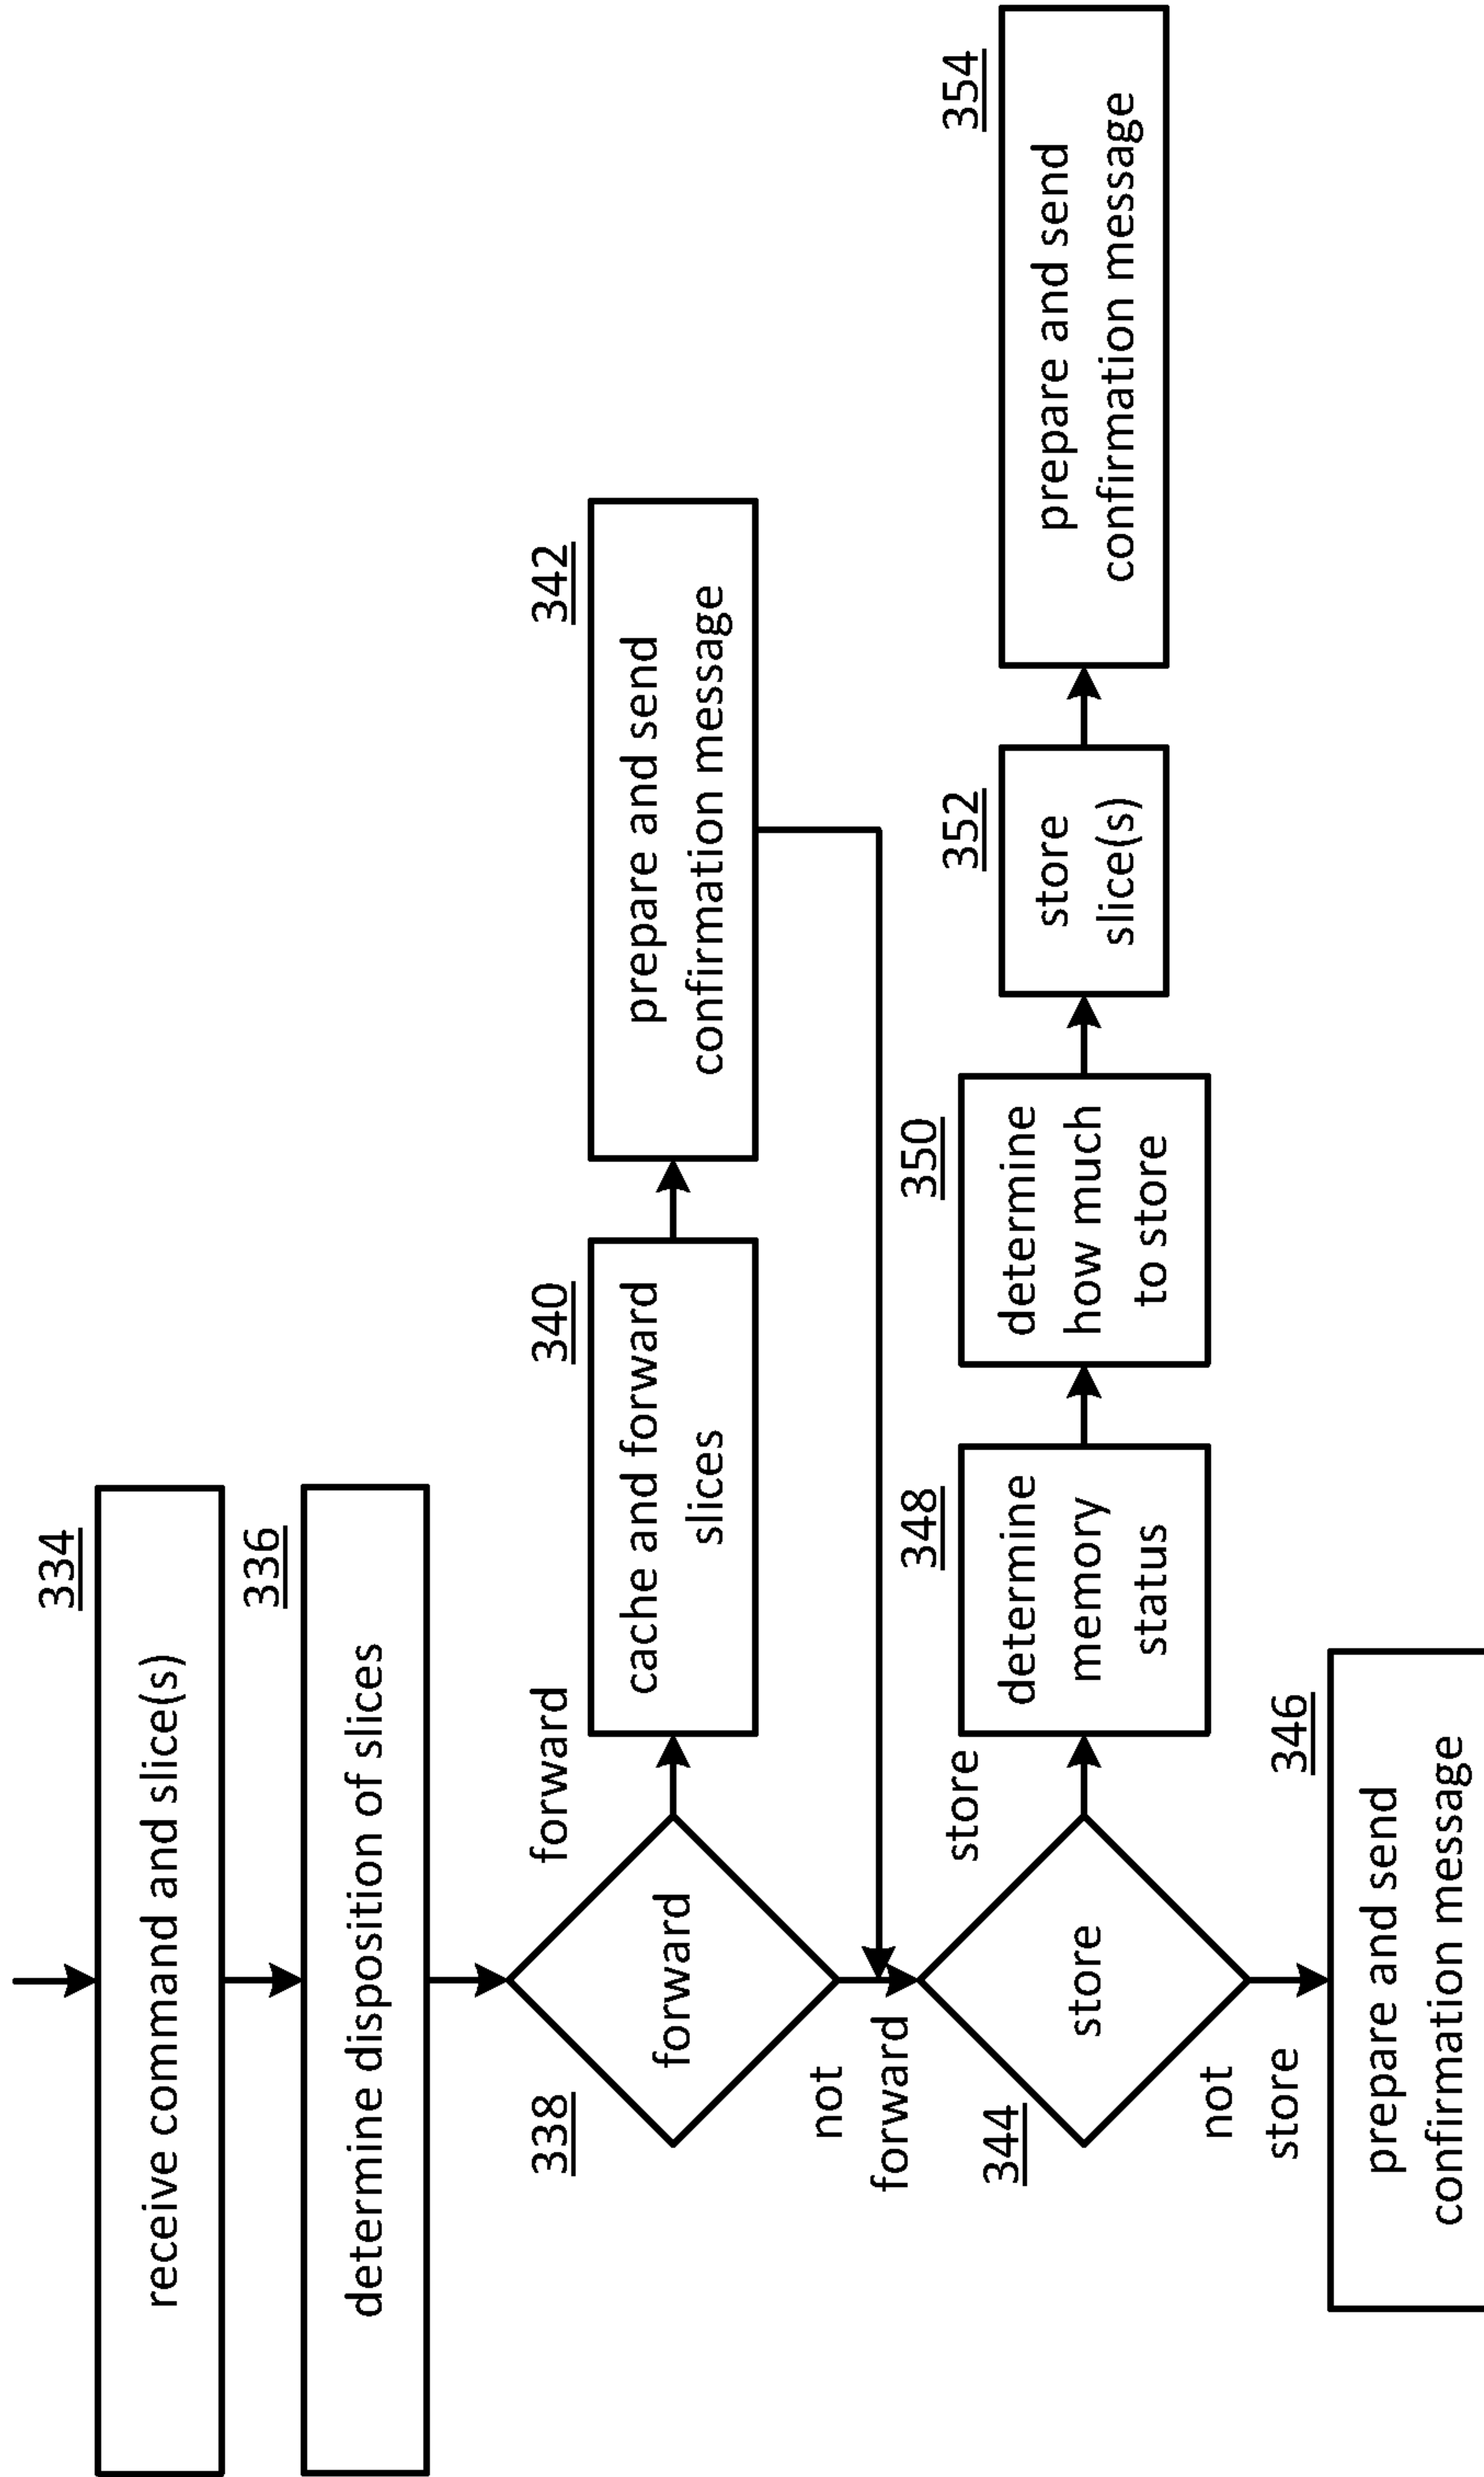 334
receive command and slice(s)
336
determine disposition of slices
338
forward
forward
340
cache and forward
slices
342
prepare and send
confirmation message
not
forward
344
store
store
348
determine
memory
status
350
determine
how much
to store
352
store
slice(s)
354
prepare and send
confirmation message
not
store
346
prepare and send
confirmation message